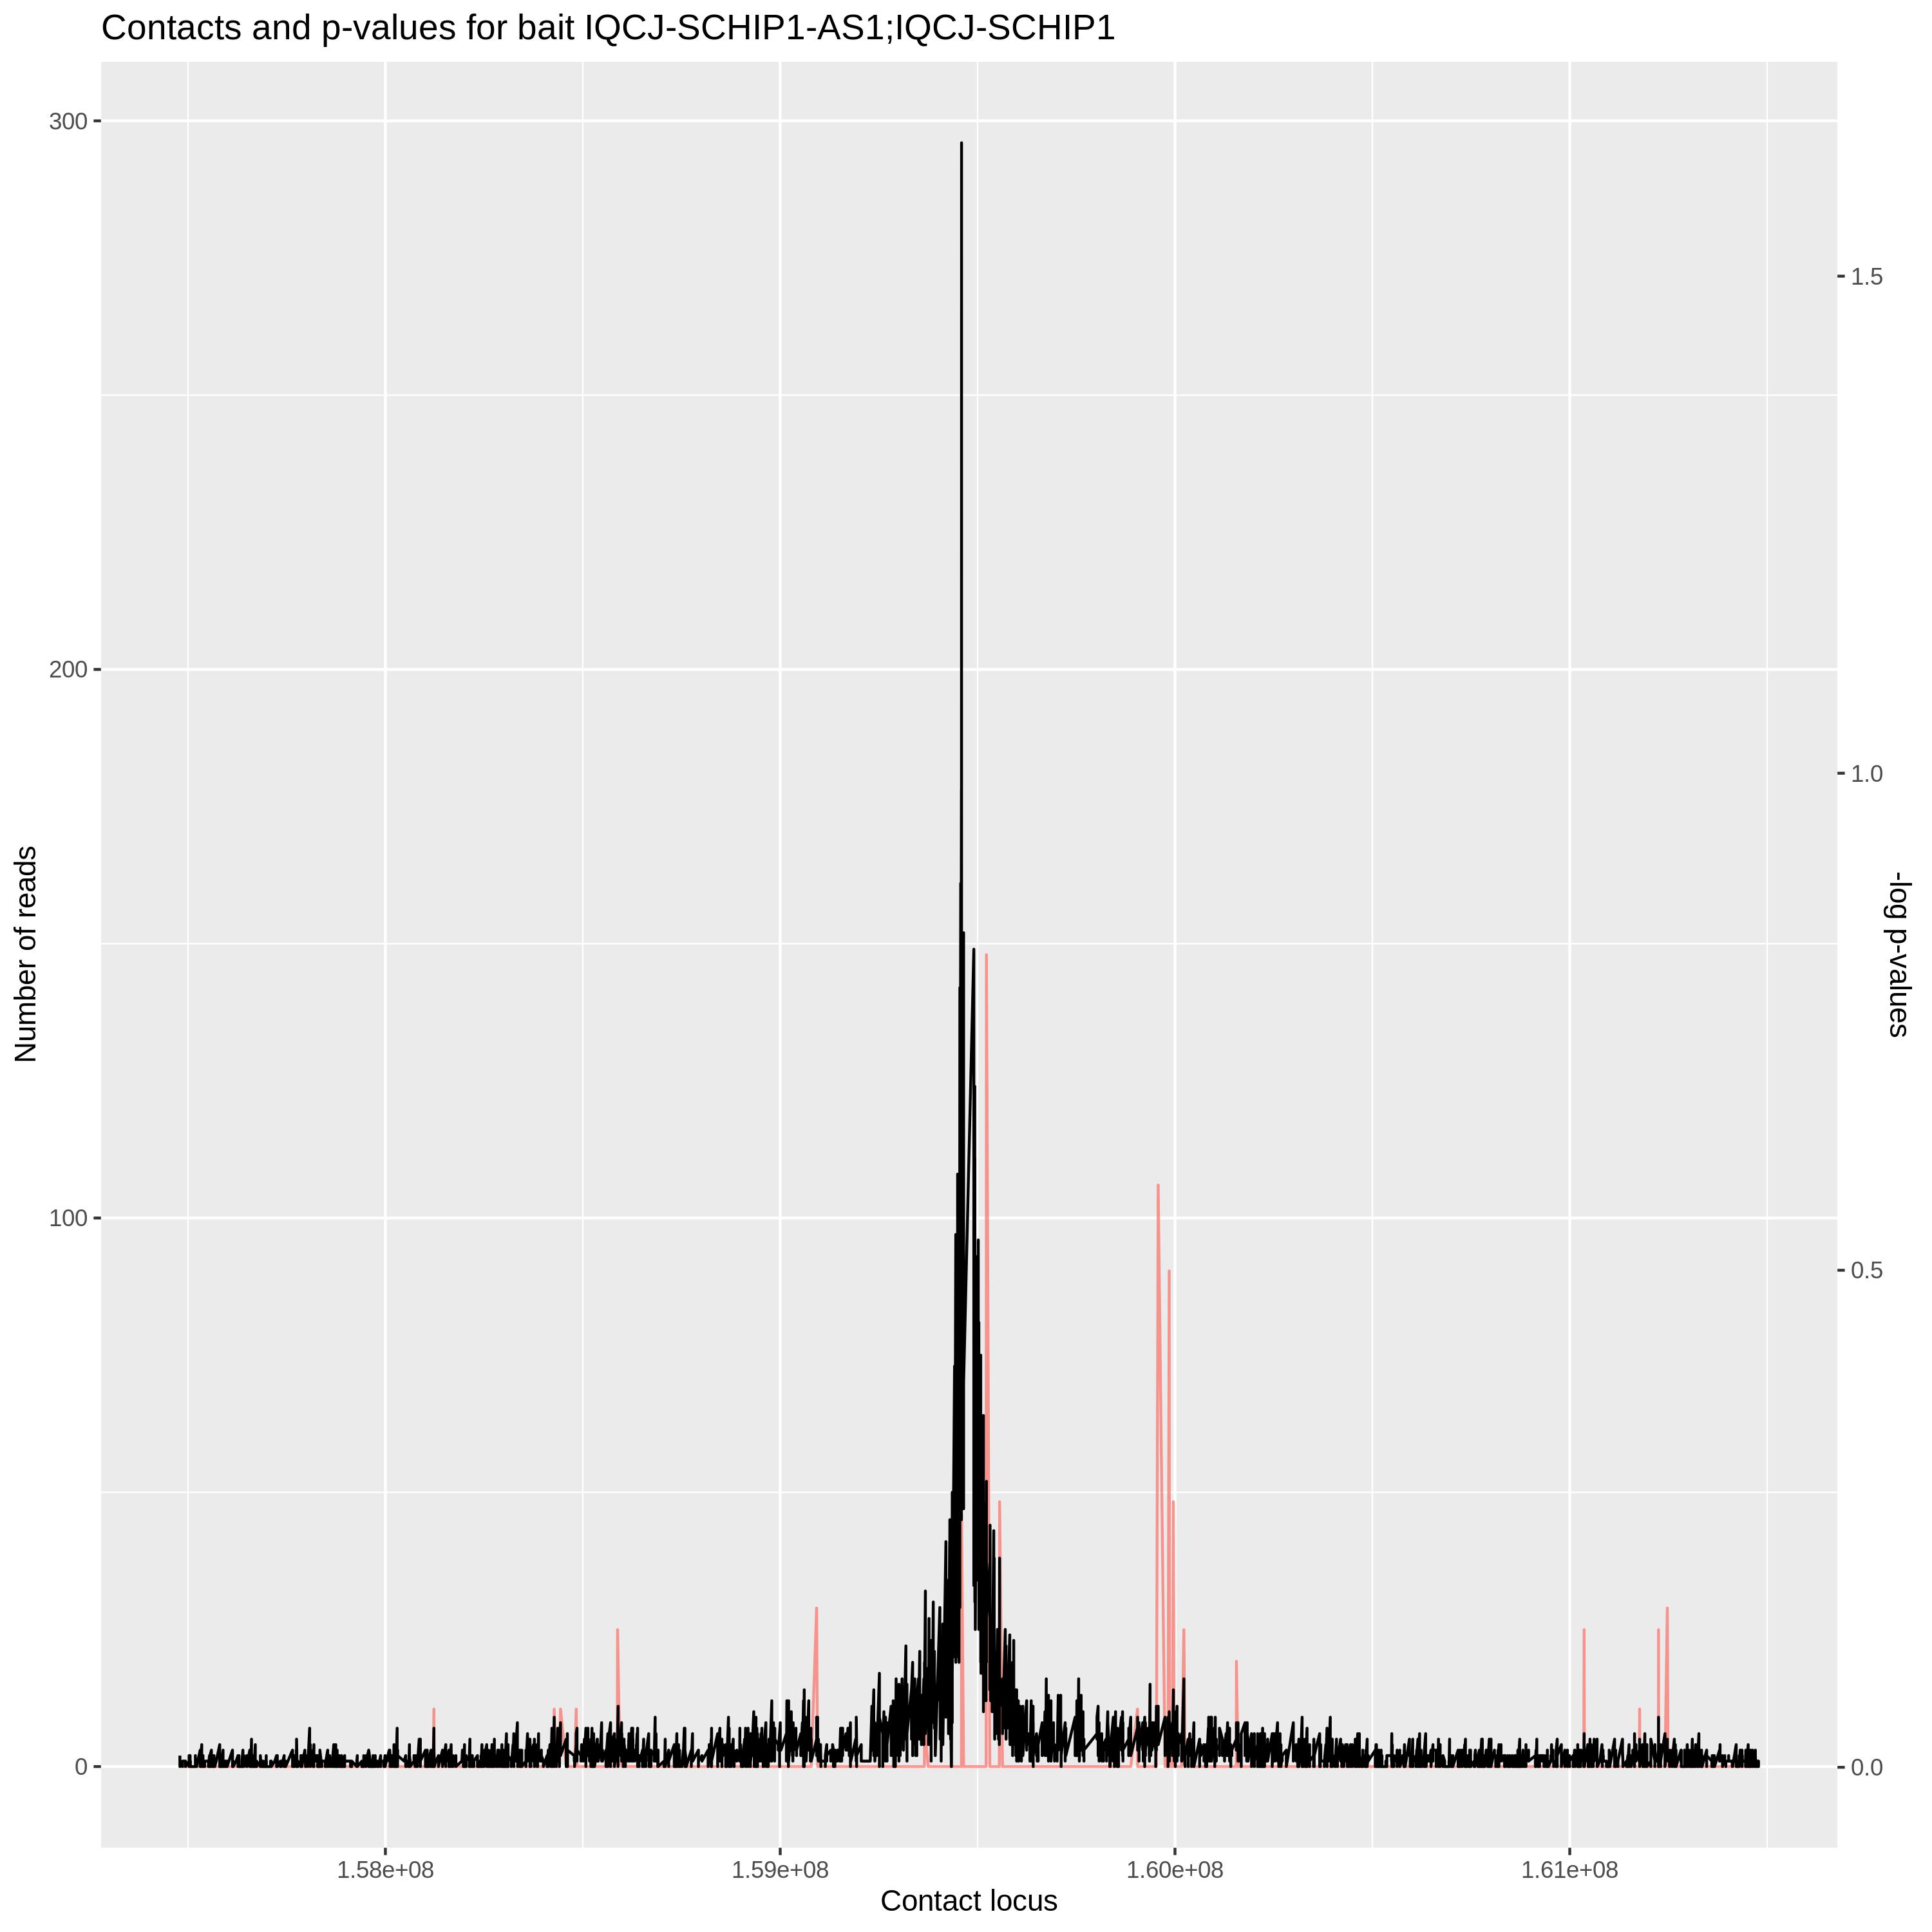 Contacts and p-values for bait IQCJ-SCHIP1-AS1;IQCJ-SCHIP1
300
200
100
0
Number of reads
1.5
1.0
0.5
0.0
-log p-values
1.58e+08
1.59e+08
1.60e+08
1.61e+08
Contact locus